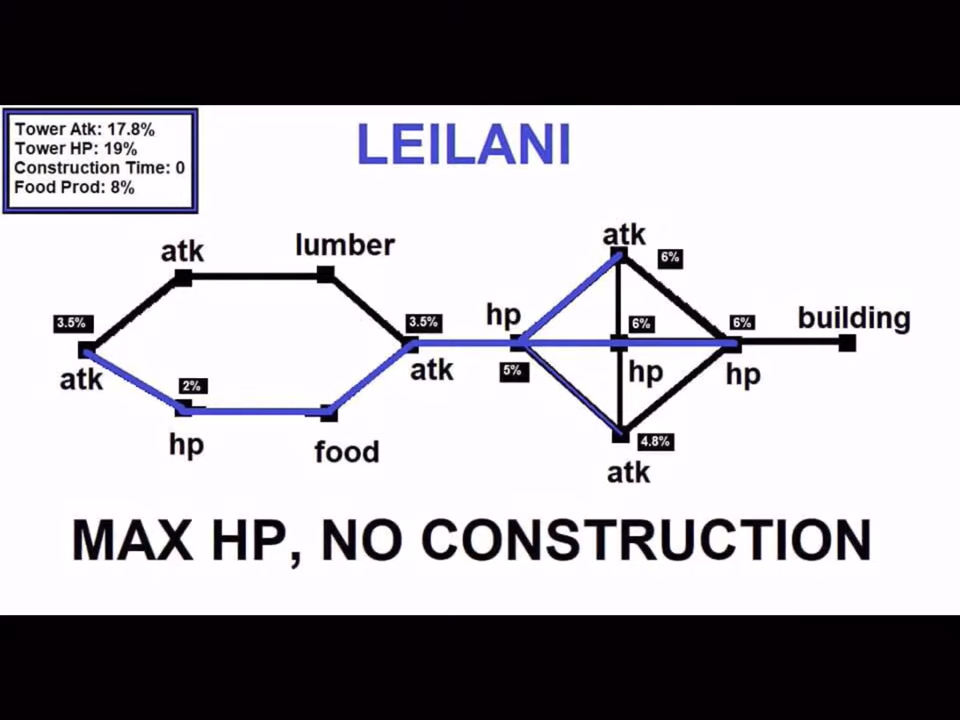 Tower Atk: 17.8%
Tower HP: 19%
Construction Time: 0
Food Prod: 8%
LEILANI
atk
lumber
atk
6%
3.5%
3.5%
hp
6%
6%
building
atk
2%
atk
5%
hp
hp
hp
food
4.8%
atk
MAX HP, NO CONSTRUCTION